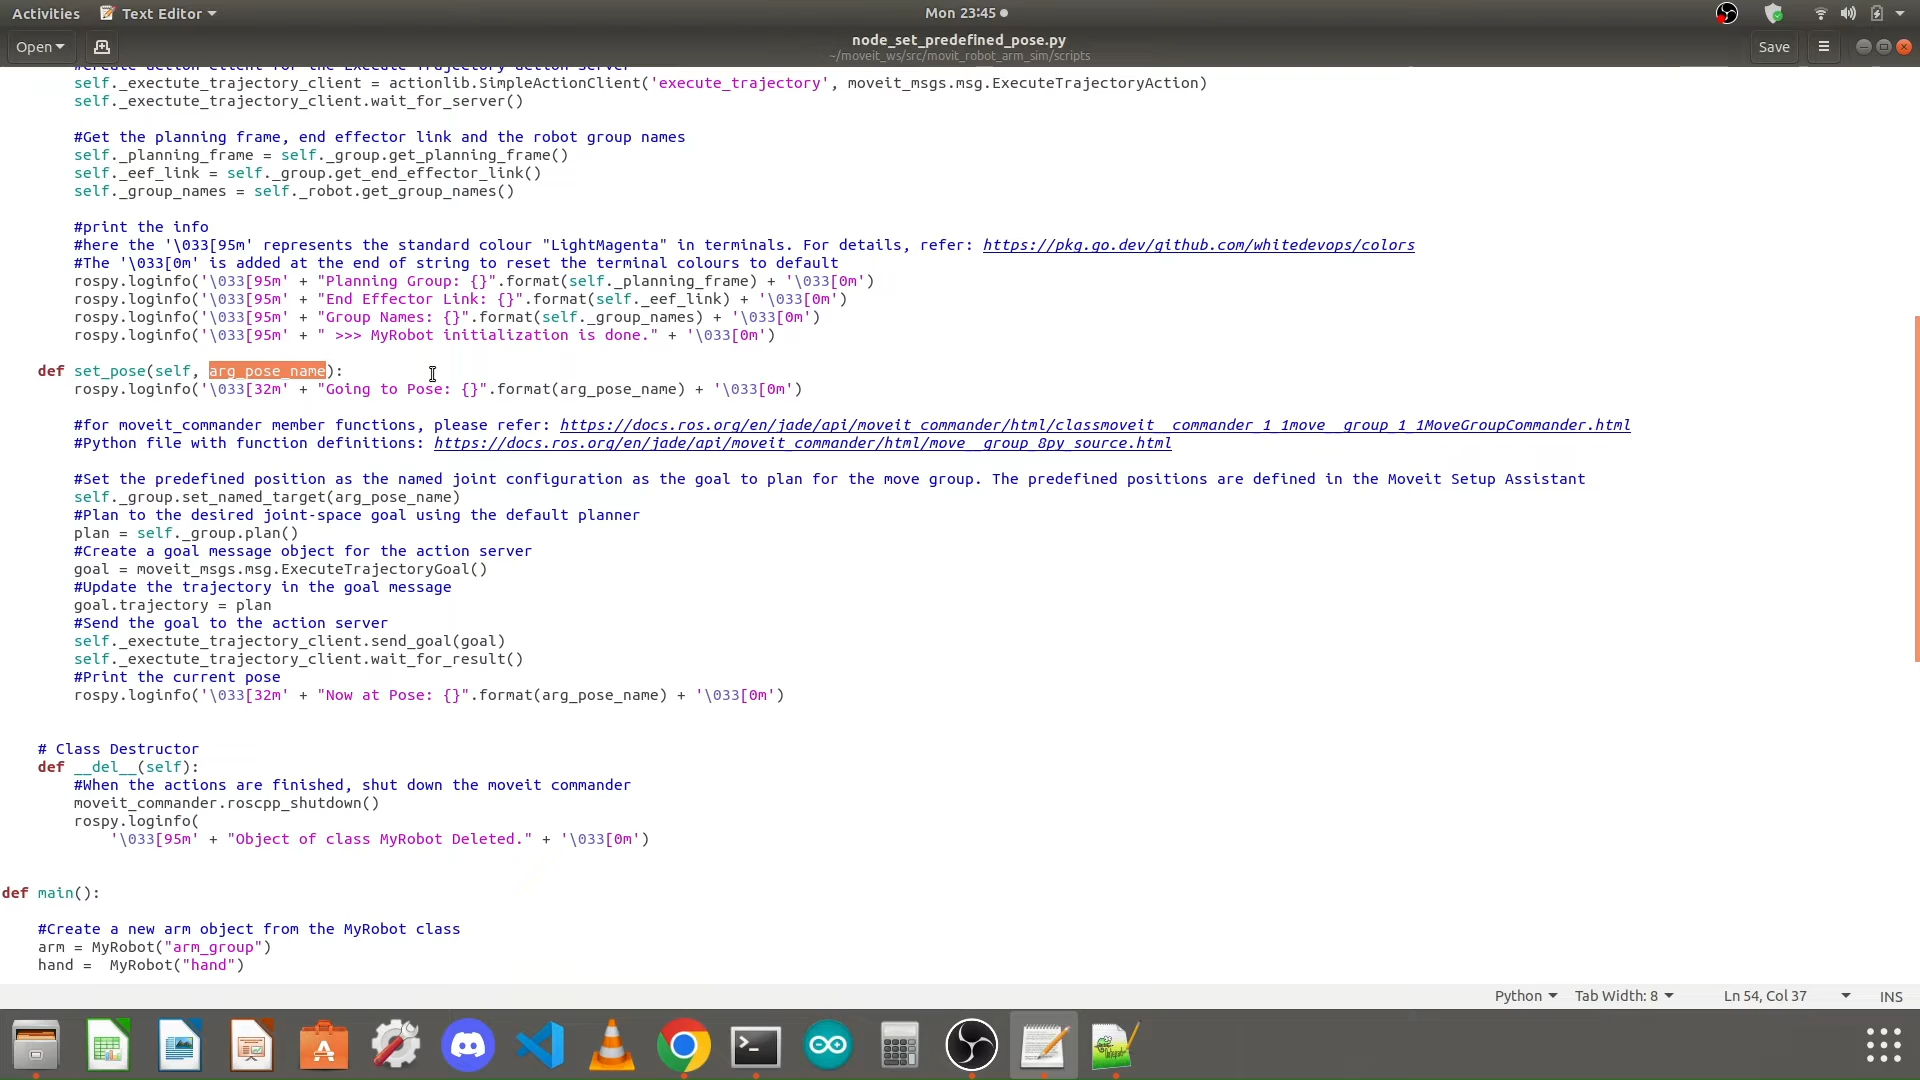 Activities Text Editor Mon 23:45
Open node_set_predefined_pose.py Save
~/moveit_ws/src/movit_robot_arm_sim/scripts
#Create action client for the Execute Trajectory action server
self._exectute_trajectory_client = actionlib.SimpleActionClient('execute_trajectory', moveit_msgs.msg.ExecuteTrajectoryAction)
self._exectute_trajectory_client.wait_for_server()
#Get the planning frame, end effector link and the robot group names
self._planning_frame = self._group.get_planning_frame()
self._eef_link = self._group.get_end_effector_link()
self._group_names = self._robot.get_group_names()
#print the info
#here the '\033[95m' represents the standard colour "LightMagenta" in terminals. For details, refer: https://pkg.go.dev/github.com/whitedevops/colors
#The '\033[0m' is added at the end of string to reset the terminal colours to default
rospy.loginfo('\033[95m' + "Planning Group: {}".format(self._planning_frame) + '\033[0m')
rospy.loginfo('\033[95m' + "End Effector Link: {}".format(self._eef_link) + '\033[0m')
rospy.loginfo('\033[95m' + "Group Names: {}".format(self._group_names) + '\033[0m')
rospy.loginfo('\033[95m' + " >>> MyRobot initialization is done." + '\033[0m')
def set_pose(self, arg_pose_name):
rospy.loginfo('\033[32m' + "Going to Pose: {}".format(arg_pose_name) + '\033[0m')
#for moveit_commander member functions, please refer: https://docs.ros.org/en/jade/api/moveit_commander/html/classmoveit__commander_1_1move__group_1_1MoveGroupCommander.html
#Python file with function definitions: https://docs.ros.org/en/jade/api/moveit_commander/html/move__group_8py_source.html
#Set the predefined position as the named joint configuration as the goal to plan for the move group. The predefined positions are defined in the Moveit Setup Assistant
self._group.set_named_target(arg_pose_name)
#Plan to the desired joint-space goal using the default planner
plan = self._group.plan()
#Create a goal message object for the action server
goal = moveit_msgs.msg.ExecuteTrajectoryGoal()
#Update the trajectory in the goal message
goal.trajectory = plan
#Send the goal to the action server
self._exectute_trajectory_client.send_goal(goal)
self._exectute_trajectory_client.wait_for_result()
#Print the current pose
rospy.loginfo('\033[32m' + "Now at Pose: {}".format(arg_pose_name) + '\033[0m')
# Class Destructor
def __del__(self):
#When the actions are finished, shut down the moveit commander
moveit_commander.roscpp_shutdown()
rospy.loginfo(
'\033[95m' + "Object of class MyRobot Deleted." + '\033[0m')
def main():
#Create a new arm object from the MyRobot class
arm = MyRobot("arm_group")
hand =  MyRobot("hand")
Python Tab Width: 8 Ln 54, Col 37 INS